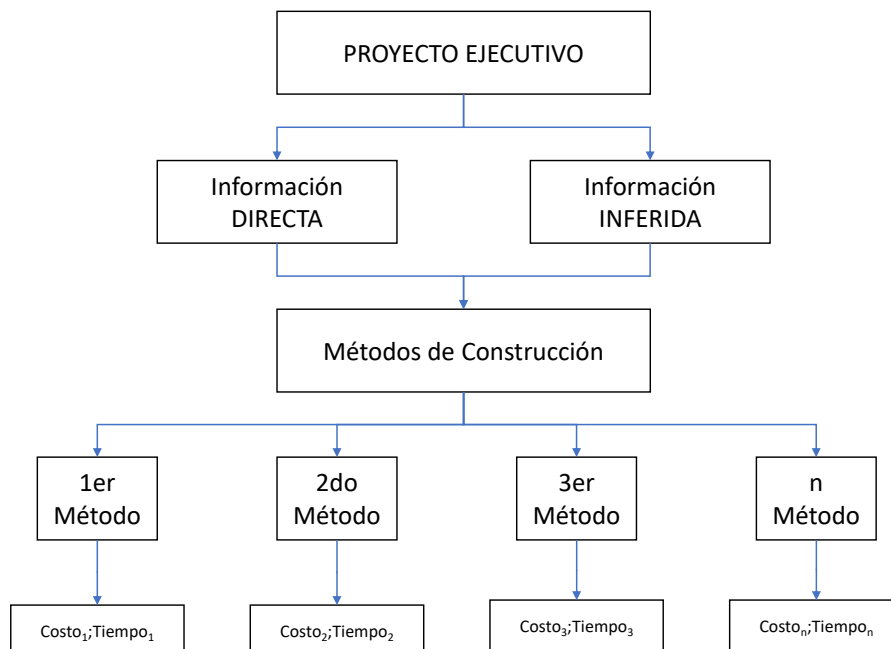 PROYECTO EJECUTIVO
Información
DIRECTA
Información
INFERIDA
Métodos de Construcción
1er
Método
2do
Método
3er
Método
n
Método
Costo₁;Tiempo₁
Costo₂;Tiempo₂
Costo₃;Tiempo₃
Costoₙ;Tiempoₙ